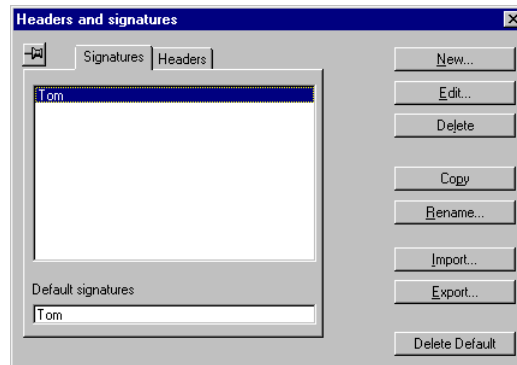 Headers and signatures
Signatures
Headers
Tom
Default signatures
Tom
New...
Edit...
Delete
Copy
Rename...
Import...
Export...
Delete Default